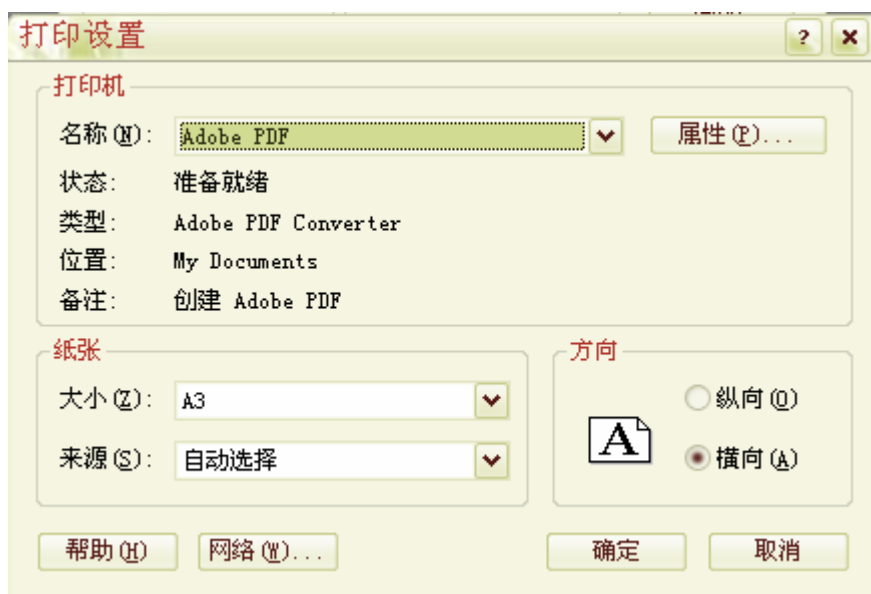 打印设置
打印机
名称(N): Adobe PDF 属性(P)...
状态: 准备就绪
类型: Adobe PDF Converter
位置: My Documents
备注: 创建 Adobe PDF
纸张
大小(Z): A3
来源(S): 自动选择
方向
A
纵向(O)
横向(A)
帮助(H) 网络(W)... 确定 取消